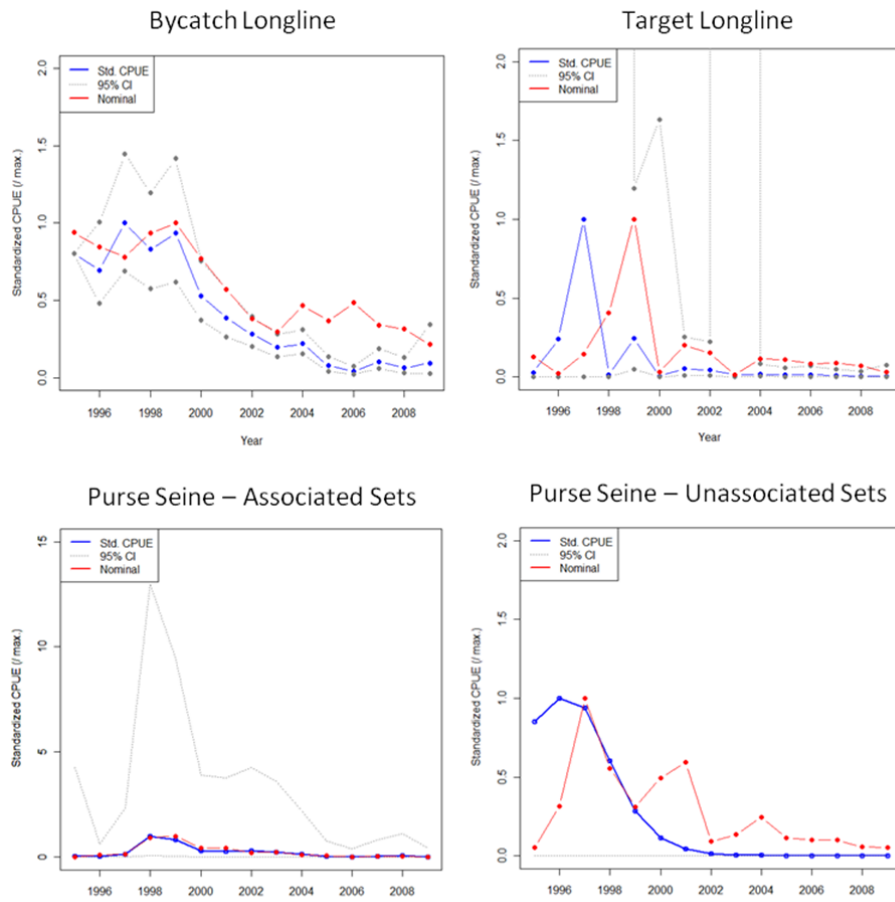 Bycatch Longline
Std. CPUE
95% CI
Nominal
Standardized CPUE (/ max.)
2.0
1.5
1.0
0.5
0.0
1996 1998 2000 2002 2004 2006 2008
Year
Target Longline
Std. CPUE
95% CI
Nominal
Standardized CPUE (/ max.)
2.0
1.5
1.0
0.5
0.0
1996 1998 2000 2002 2004 2006 2008
Year
Purse Seine – Associated Sets
Std. CPUE
95% CI
Nominal
Standardized CPUE (/ max.)
15
10
5
0
1996 1998 2000 2002 2004 2006 2008
Purse Seine – Unassociated Sets
Std. CPUE
95% CI
Nominal
Standardized CPUE (/ max.)
2.0
1.5
1.0
0.5
0.0
1996 1998 2000 2002 2004 2006 2008